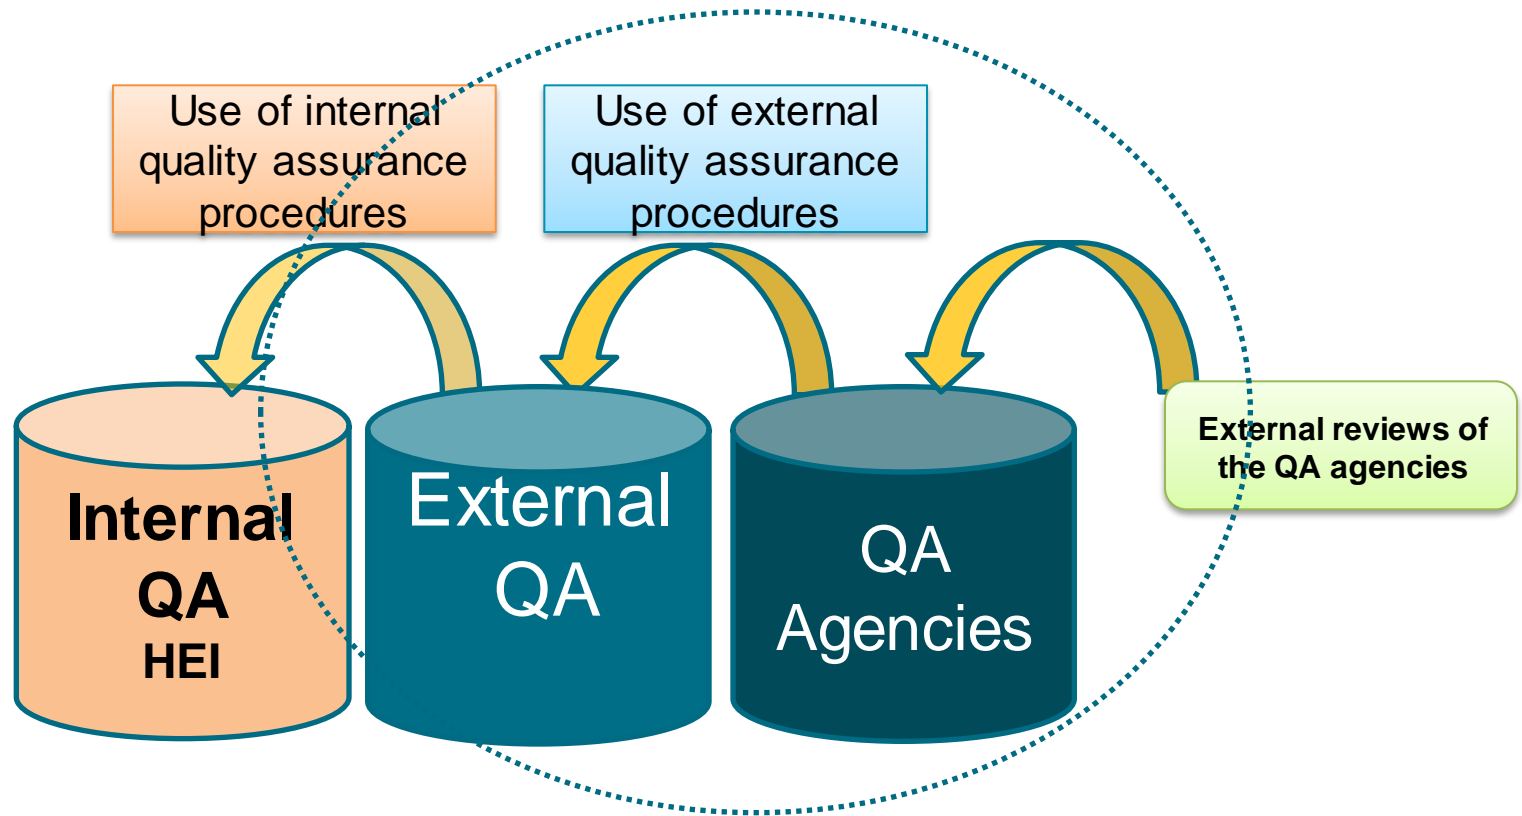 Use of internal
quality assurance
procedures
Use of external
quality assurance
procedures
Internal
QA
HEI
External
QA
QA
Agencies
External reviews of
the QA agencies